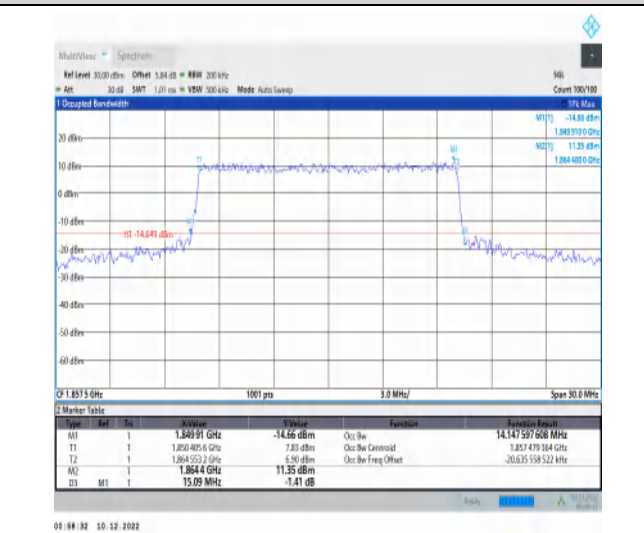 MultiView Spectrum
Ref Level 30.00 dBm Offset 5.84 dB RBW 200 kHz SGL
Att 30 dB SWT 1.01 ms VBW 500 kHz Mode Auto Sweep Count 100/100
1 Occupied Bandwidth 1Pk Max
M1[1] -14.66 dBm
1.849 910 0 GHz
20 dBm
M2[1] 11.35 dBm
1.864 400 0 GHz
M1
T1
T2
10 dBm
0 dBm
-10 dBm
H1 -14.649 dBm
-20 dBm
-30 dBm
-40 dBm
-50 dBm
-60 dBm
CF 1.857 5 GHz 1001 pts 3.0 MHz/ Span 30.0 MHz
2 Marker Table
Type Ref Trc X-Value Y-Value Function Function Result
M1 1 1.849 91 GHz -14.66 dBm Occ Bw 14.147 597 608 MHz
T1 1 1.850 405 6 GHz 7.83 dBm Occ Bw Centroid 1.857 479 364 GHz
T2 1 1.864 553 2 GHz 6.90 dBm Occ Bw Freq Offset -20.635 558 522 kHz
M2 1 1.864 4 GHz 11.35 dBm
D3 M1 1 15.09 MHz -1.41 dB
Ready
00:58:32 10.12.2022